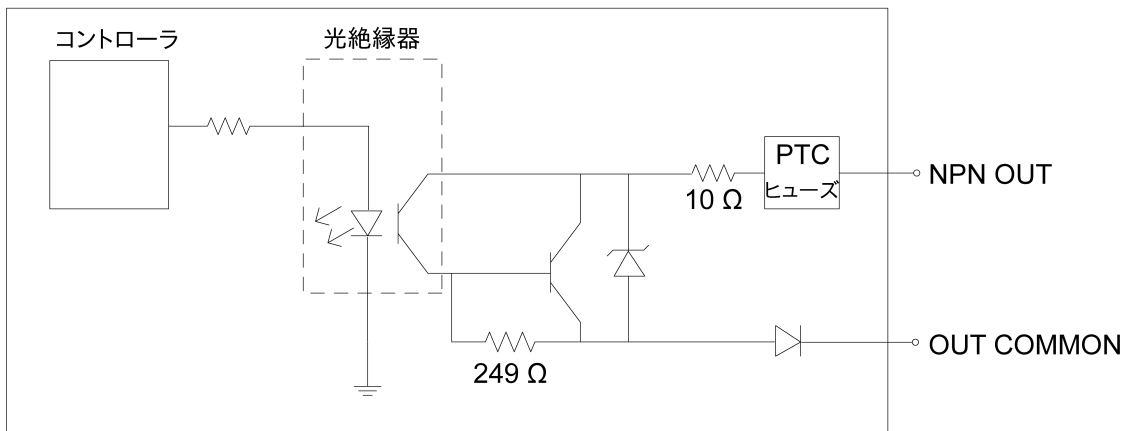 コントローラ
光絶縁器
PTC
ヒューズ
NPN OUT
10 Ω
249 Ω
OUT COMMON